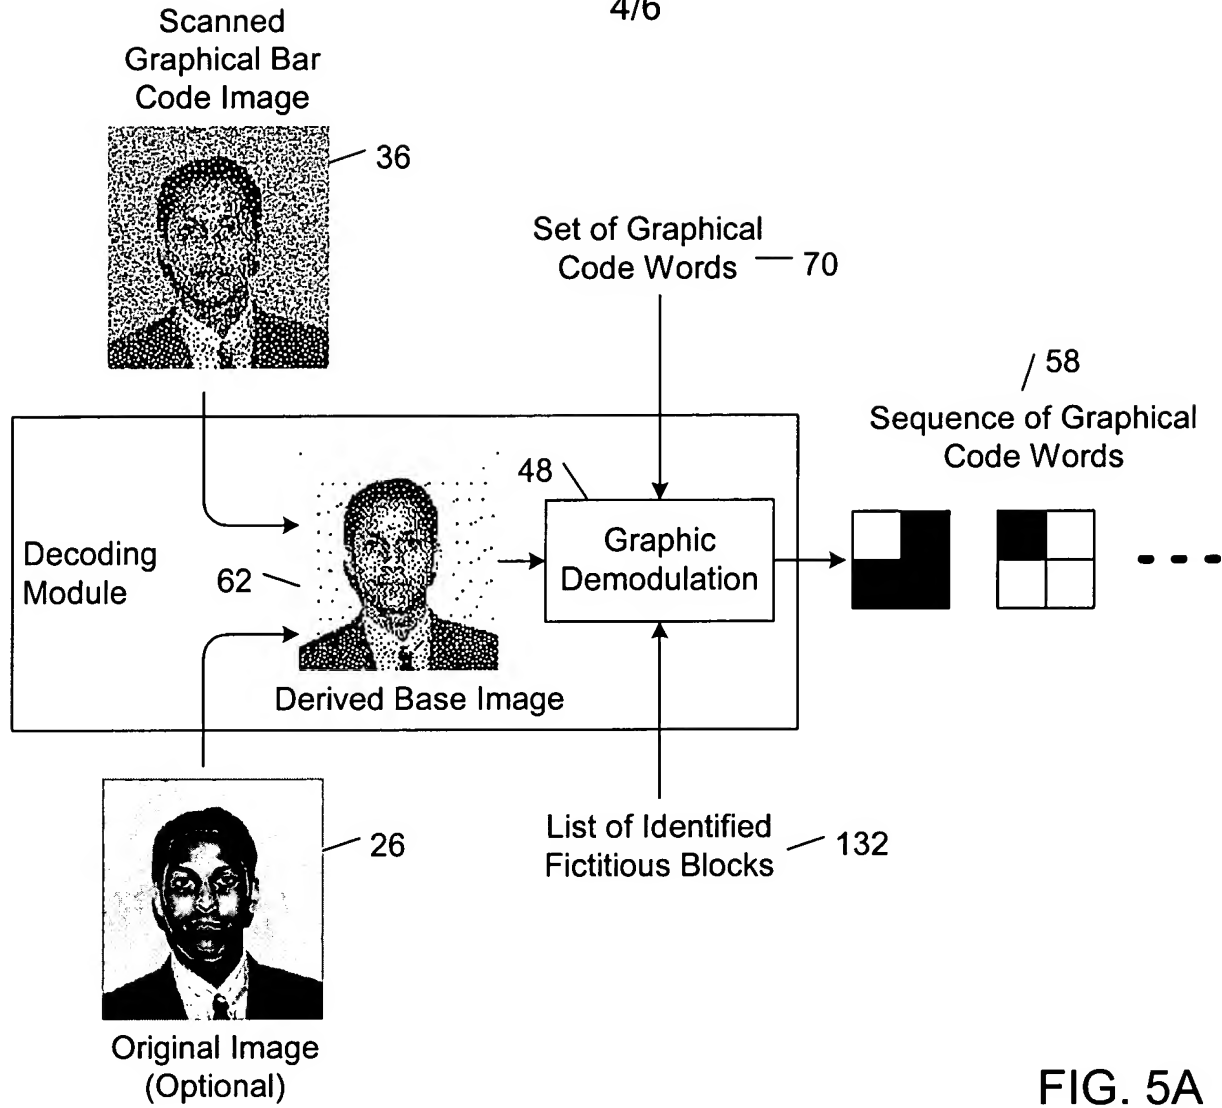 4/6
Scanned
Graphical Bar
Code Image
36
Set of Graphical
Code Words
70
58
Sequence of Graphical
Code Words
48
Decoding
Module
62
Graphic
Demodulation
Derived Base Image
26
List of Identified
Fictitious Blocks
132
Original Image
(Optional)
FIG. 5A